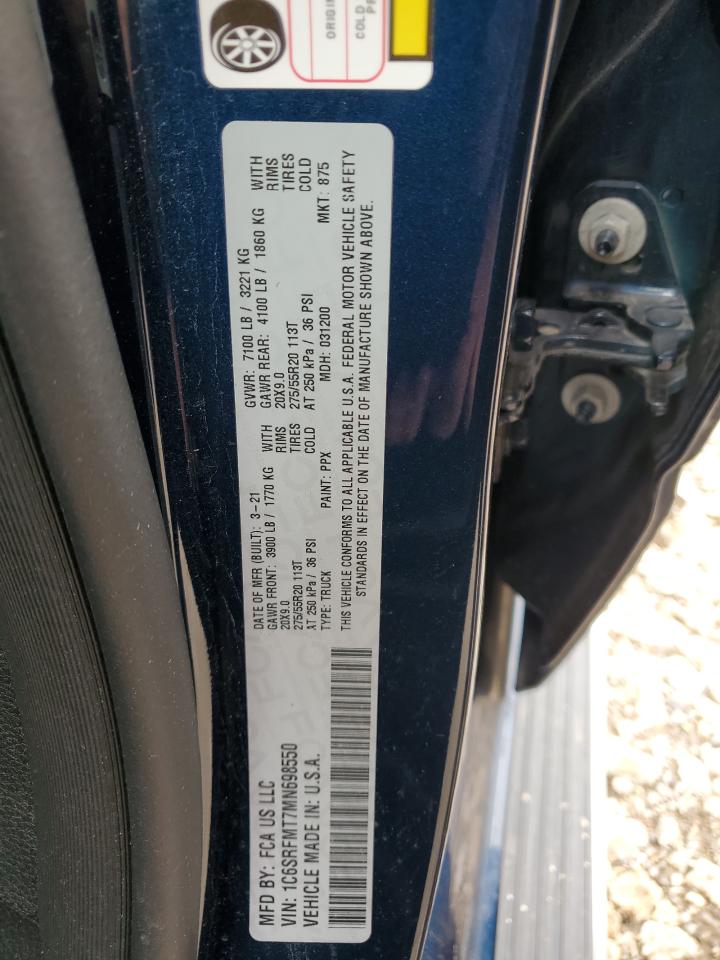 MFD BY: FCA US LLC
VIN: 1C6SRFMT7MN698550
VEHICLE MADE IN: U.S.A.
DATE OF MFR (BUILT): 3-21
GAWR FRONT: 3900 LB / 1770 KG WITH
20X9.0 RIMS
275/55R20 113T TIRES
AT 250 kPa / 36 PSI COLD
TYPE: TRUCK PAINT: PPX
GVWR: 7100 LB / 3221 KG
GAWR REAR: 4100 LB / 1860 KG WITH
20X9.0 RIMS
275/55R20 113T TIRES
AT 250 kPa / 36 PSI COLD
MDH: 031200 MKT: 875
THIS VEHICLE CONFORMS TO ALL APPLICABLE U.S.A. FEDERAL MOTOR VEHICLE SAFETY
STANDARDS IN EFFECT ON THE DATE OF MANUFACTURE SHOWN ABOVE.
COLD